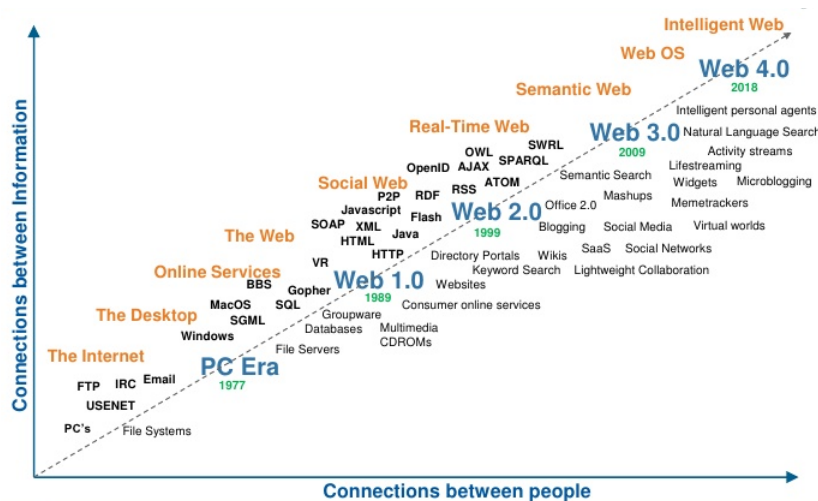 Intelligent Web
Web OS
Web 4.0
2018
Semantic Web
Intelligent personal agents
Real-Time Web
Web 3.0
Natural Language Search
2009
SWRL
OWL
SPARQL
Activity streams
OpenID
AJAX
Lifestreaming
Semantic Search
Social Web
ATOM
Widgets
Microblogging
RSS
P2P
RDF
Mashups
Memetrackers
Javascript
Office 2.0
Flash
Web 2.0
1999
SOAP
XML
Java
Blogging
Social Media
Virtual worlds
The Web
HTML
SaaS
Social Networks
HTTP
Directory Portals
Wikis
VR
Keyword Search
Lightweight Collaboration
Online Services
Web 1.0
1989
Websites
BBS
Gopher
MacOS
SQL
Consumer online services
The Desktop
SGML
Groupware
Databases
Multimedia
CDROMs
Windows
File Servers
The Internet
PC Era
1977
FTP
IRC
Email
USENET
PC's
File Systems
Connections between Information
Connections between people